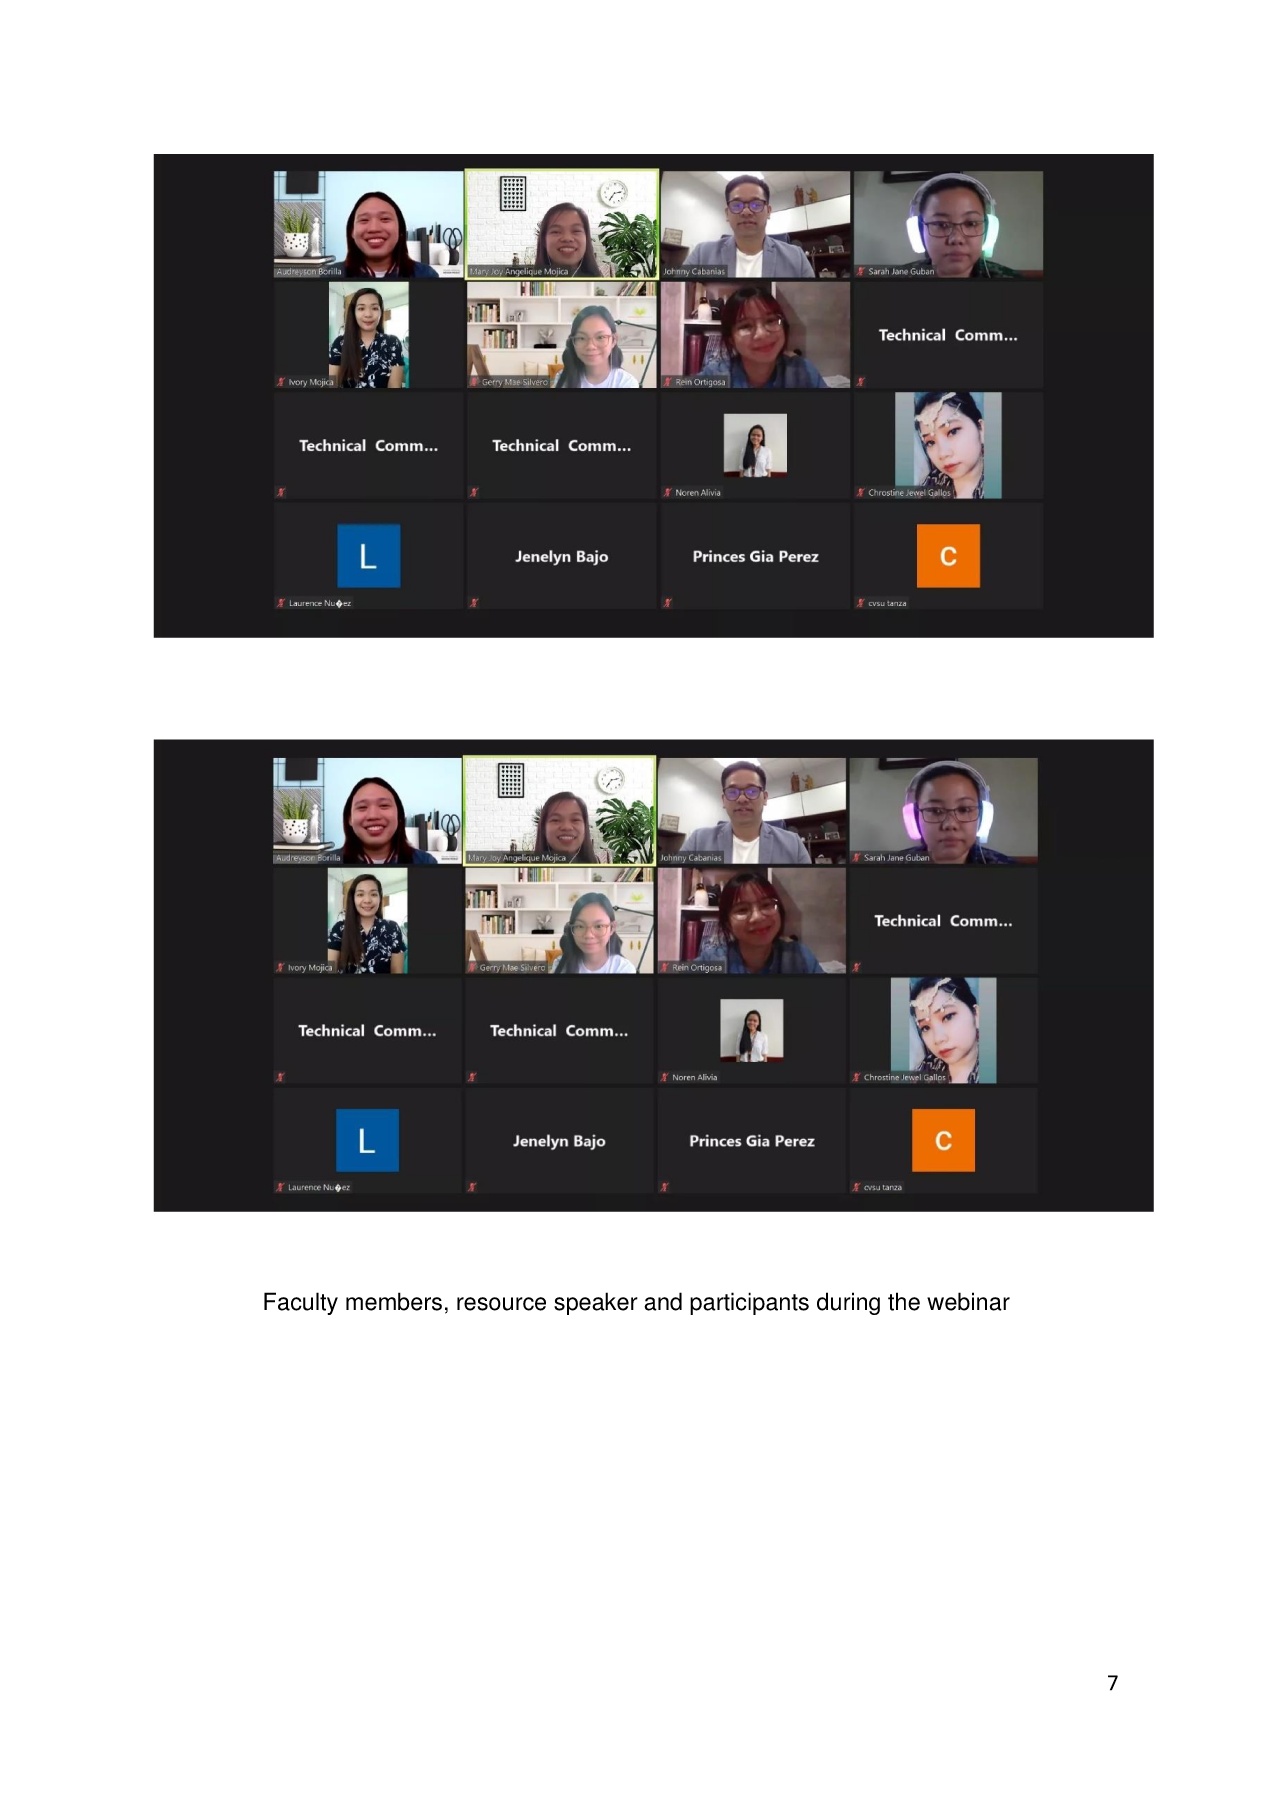 Audreyson Borilla
Mary Joy Angelique Mojica
Johnny Cabanias
Sarah Jane Guban
Ivory Mojica
Gerry Mae Silvero
Rein Ortigosa
Technical Comm...
Technical Comm...
Technical Comm...
Noren Alivia
Chrostine Jewel Gallos
L
Laurence Nu�ez
Jenelyn Bajo
Princes Gia Perez
C
cvsu tanza
Audreyson Borilla
Mary Joy Angelique Mojica
Johnny Cabanias
Sarah Jane Guban
Ivory Mojica
Gerry Mae Silvero
Rein Ortigosa
Technical Comm...
Technical Comm...
Technical Comm...
Noren Alivia
Chrostine Jewel Gallos
L
Laurence Nu�ez
Jenelyn Bajo
Princes Gia Perez
C
cvsu tanza
Faculty members, resource speaker and participants during the webinar
7